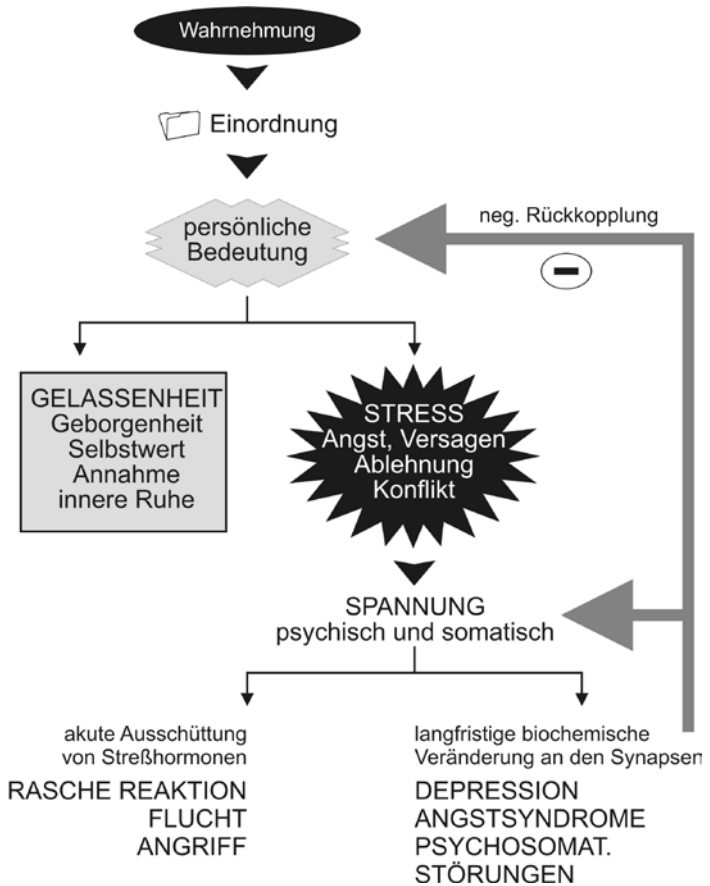 Wahrnehmung
Einordnung
persönliche
Bedeutung
neg. Rückkopplung
GELASSENHEIT
Geborgenheit
Selbstwert
Annahme
innere Ruhe
STRESS
Angst, Versagen
Ablehnung
Konflikt
SPANNUNG
psychisch und somatisch
akute Ausschüttung
von Streßhormonen
RASCHE REAKTION
FLUCHT
ANGRIFF
langfristige biochemische
Veränderung an den Synapsen
DEPRESSION
ANGSTSYNDROME
PSYCHOSOMAT.
STÖRUNGEN